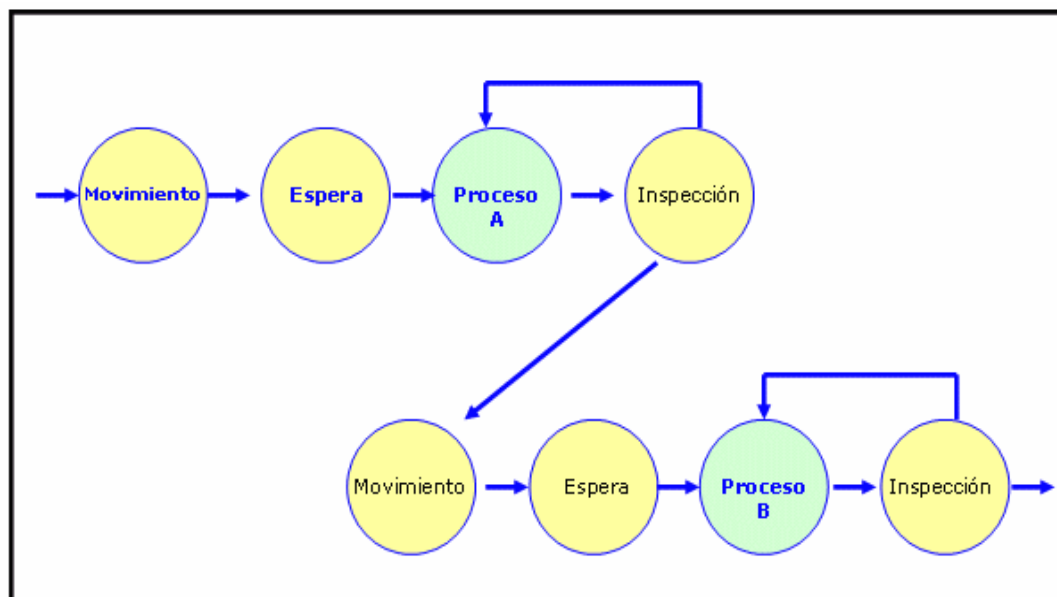 Movimiento
Espera
Proceso
A
Inspección
Movimiento
Espera
Proceso
B
Inspección